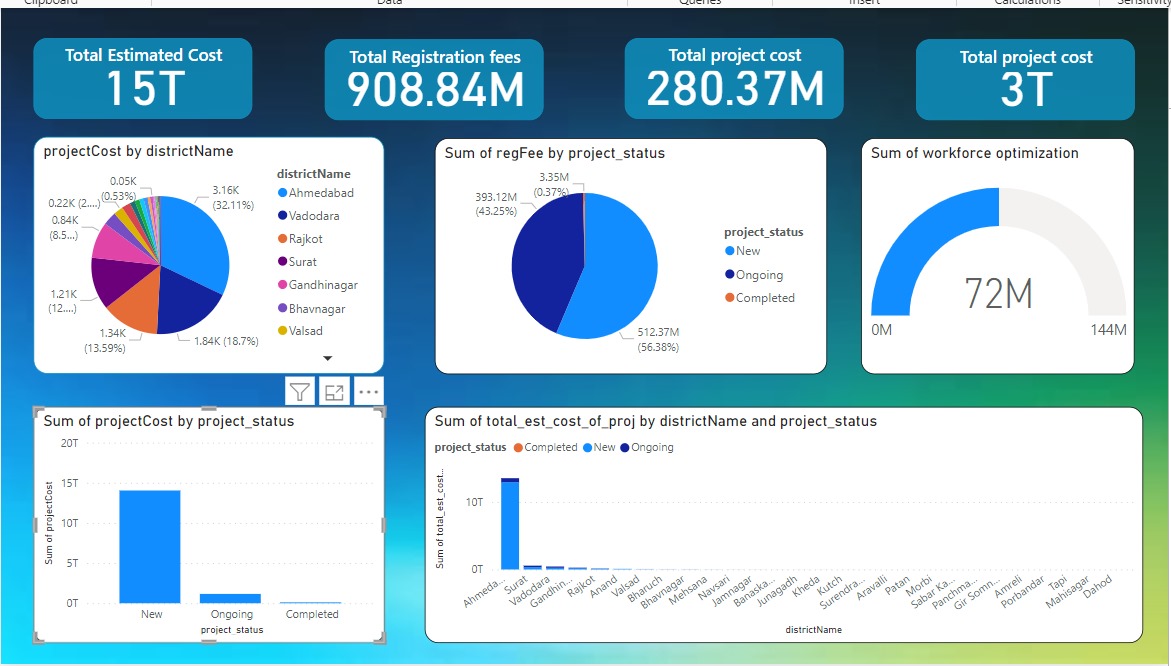 Clipboard
Data
Queries
Insert
Calculations
Sensitivity
Total Estimated Cost
15T
Total Registration fees
908.84M
Total project cost
280.37M
Total project cost
3T
projectCost by districtName
0.05K
(0.53%)
0.22K (2....)
0.84K
(8.5...)
1.21K
(12....)
1.34K
(13.59%)
1.84K (18.7%)
3.16K
(32.11%)
districtName
Ahmedabad
Vadodara
Rajkot
Surat
Gandhinagar
Bhavnagar
Valsad
Sum of regFee by project_status
3.35M
(0.37%)
393.12M
(43.25%)
512.37M
(56.38%)
project_status
New
Ongoing
Completed
Sum of workforce optimization
72M
0M
144M
Sum of projectCost by project_status
Sum of projectCost
20T
15T
10T
5T
0T
New
Ongoing
Completed
project_status
Sum of total_est_cost_of_proj by districtName and project_status
project_status Completed New Ongoing
Sum of total_est_cost...
10T
0T
Ahmeda...
Surat
Vadodara
Gandhin...
Rajkot
Anand
Valsad
Bharuch
Bhavnagar
Mehsana
Navsari
Jamnagar
Banaska...
Junagadh
Kheda
Kutch
Surendra...
Aravalli
Patan
Morbi
Sabar Ka...
Panchma...
Gir Somn...
Amreli
Porbandar
Tapi
Mahisagar
Dahod
districtName